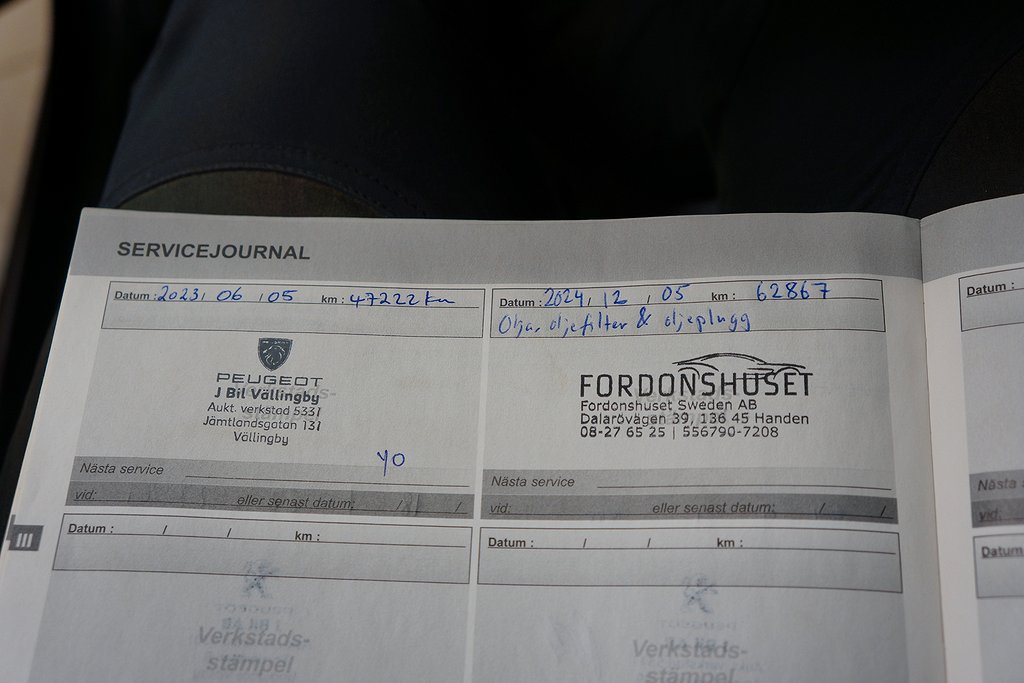 SERVICEJOURNAL
Datum : 2023, 06 , 05 km : 47222 km
PEUGEOT
J Bil Vällingby
Aukt. verkstad 5331
Jämtlandsgatan 131
Vällingby
YO
Nästa service
vid: eller senast datum: / /
Datum : 2024, 12 , 05 km : 62867
Olja, oljefilter & oljeplugg
FORDONSHUSET
Fordonshuset Sweden AB
Dalarövägen 39, 136 45 Handen
08-27 65 25 | 556790-7208
Nästa service
vid: eller senast datum: / /
Datum : / / km :
Verkstads-
stämpel
Datum : / / km :
Verkstads-
stämpel
III
Datum :
Nästa s
vid:
Datum